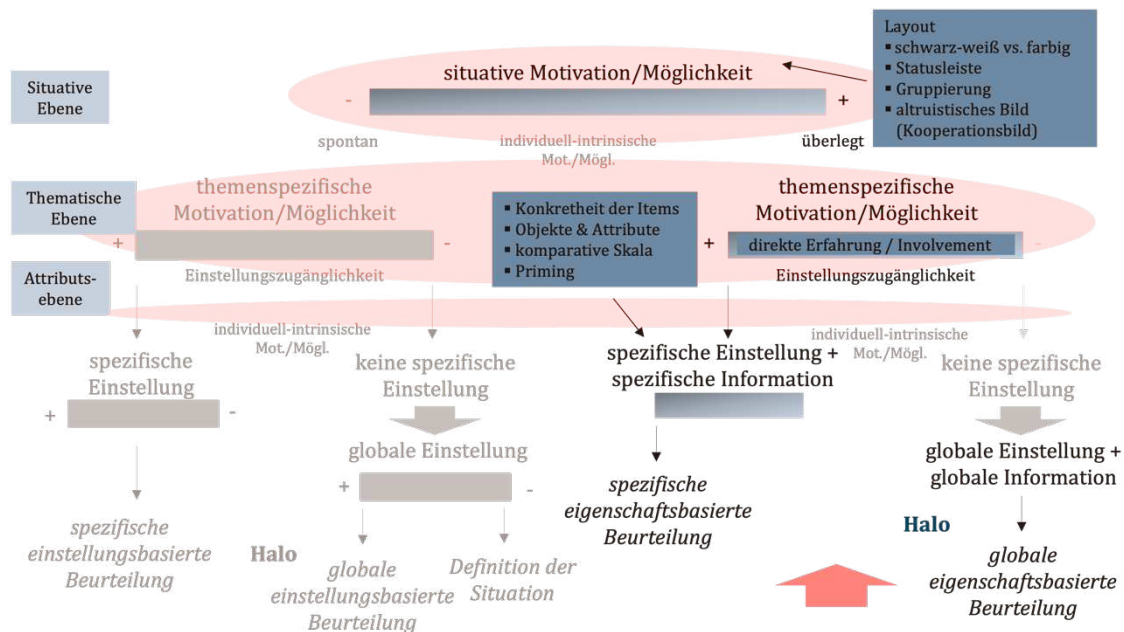 Layout
▪ schwarz-weiß vs. farbig
▪ Statusleiste
▪ Gruppierung
▪ altruistisches Bild
(Kooperationsbild)
Situative
Ebene
situative Motivation/Möglichkeit
- +
spontan
individuell-intrinsische
Mot./Mögl.
überlegt
Thematische
Ebene
themenspezifische
Motivation/Möglichkeit
+ -
Einstellungszugänglichkeit
▪ Konkretheit der Items
▪ Objekte & Attribute
▪ komparative Skala
▪ Priming
themenspezifische
Motivation/Möglichkeit
+ direkte Erfahrung / Involvement -
Einstellungszugänglichkeit
Attributs-
ebene
individuell-intrinsische
Mot./Mögl.
individuell-intrinsische
Mot./Mögl.
spezifische
Einstellung
+ -
spezifische
einstellungsbasierte
Beurteilung
keine spezifische
Einstellung
globale Einstellung
+ -
Halo
globale
einstellungsbasierte
Beurteilung
Definition der
Situation
spezifische Einstellung +
spezifische Information
spezifische
eigenschaftsbasierte
Beurteilung
keine spezifische
Einstellung
globale Einstellung +
globale Information
Halo
globale
eigenschaftsbasierte
Beurteilung